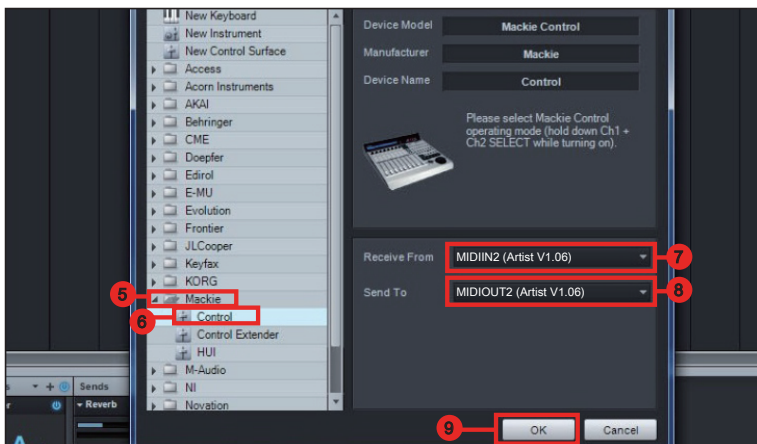 New Keyboard
New Instrument
New Control Surface
Access
Acorn Instruments
AKAI
Behringer
CME
Doepfer
Edirol
E-MU
Evolution
Frontier
JLCooper
Keyfax
KORG
5 Mackie
6 Control
Control Extender
HUI
M-Audio
NI
Novation
Device Model Mackie Control
Manufacturer Mackie
Device Name Control
Please select Mackie Control
operating mode (hold down Ch1 +
Ch2 SELECT while turning on).
Receive From MIDIIN2 (Artist V1.06) 7
Send To MIDIOUT2 (Artist V1.06) 8
9 OK Cancel
Sends
Reverb